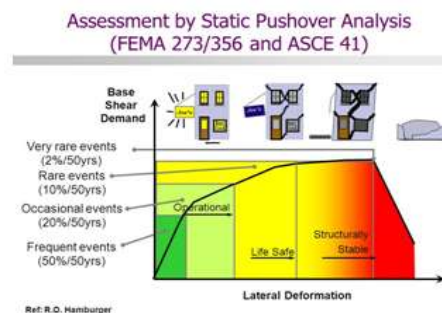 Assessment by Static Pushover Analysis
(FEMA 273/356 and ASCE 41)
Base
Shear
Demand
Very rare events
(2%/50yrs)
Rare events
(10%/50yrs)
Occasional events
(20%/50yrs)
Frequent events
(50%/50yrs)
Operational
Life Safe
Structurally
Stable
Lateral Deformation
Ref: R.O. Hamburger